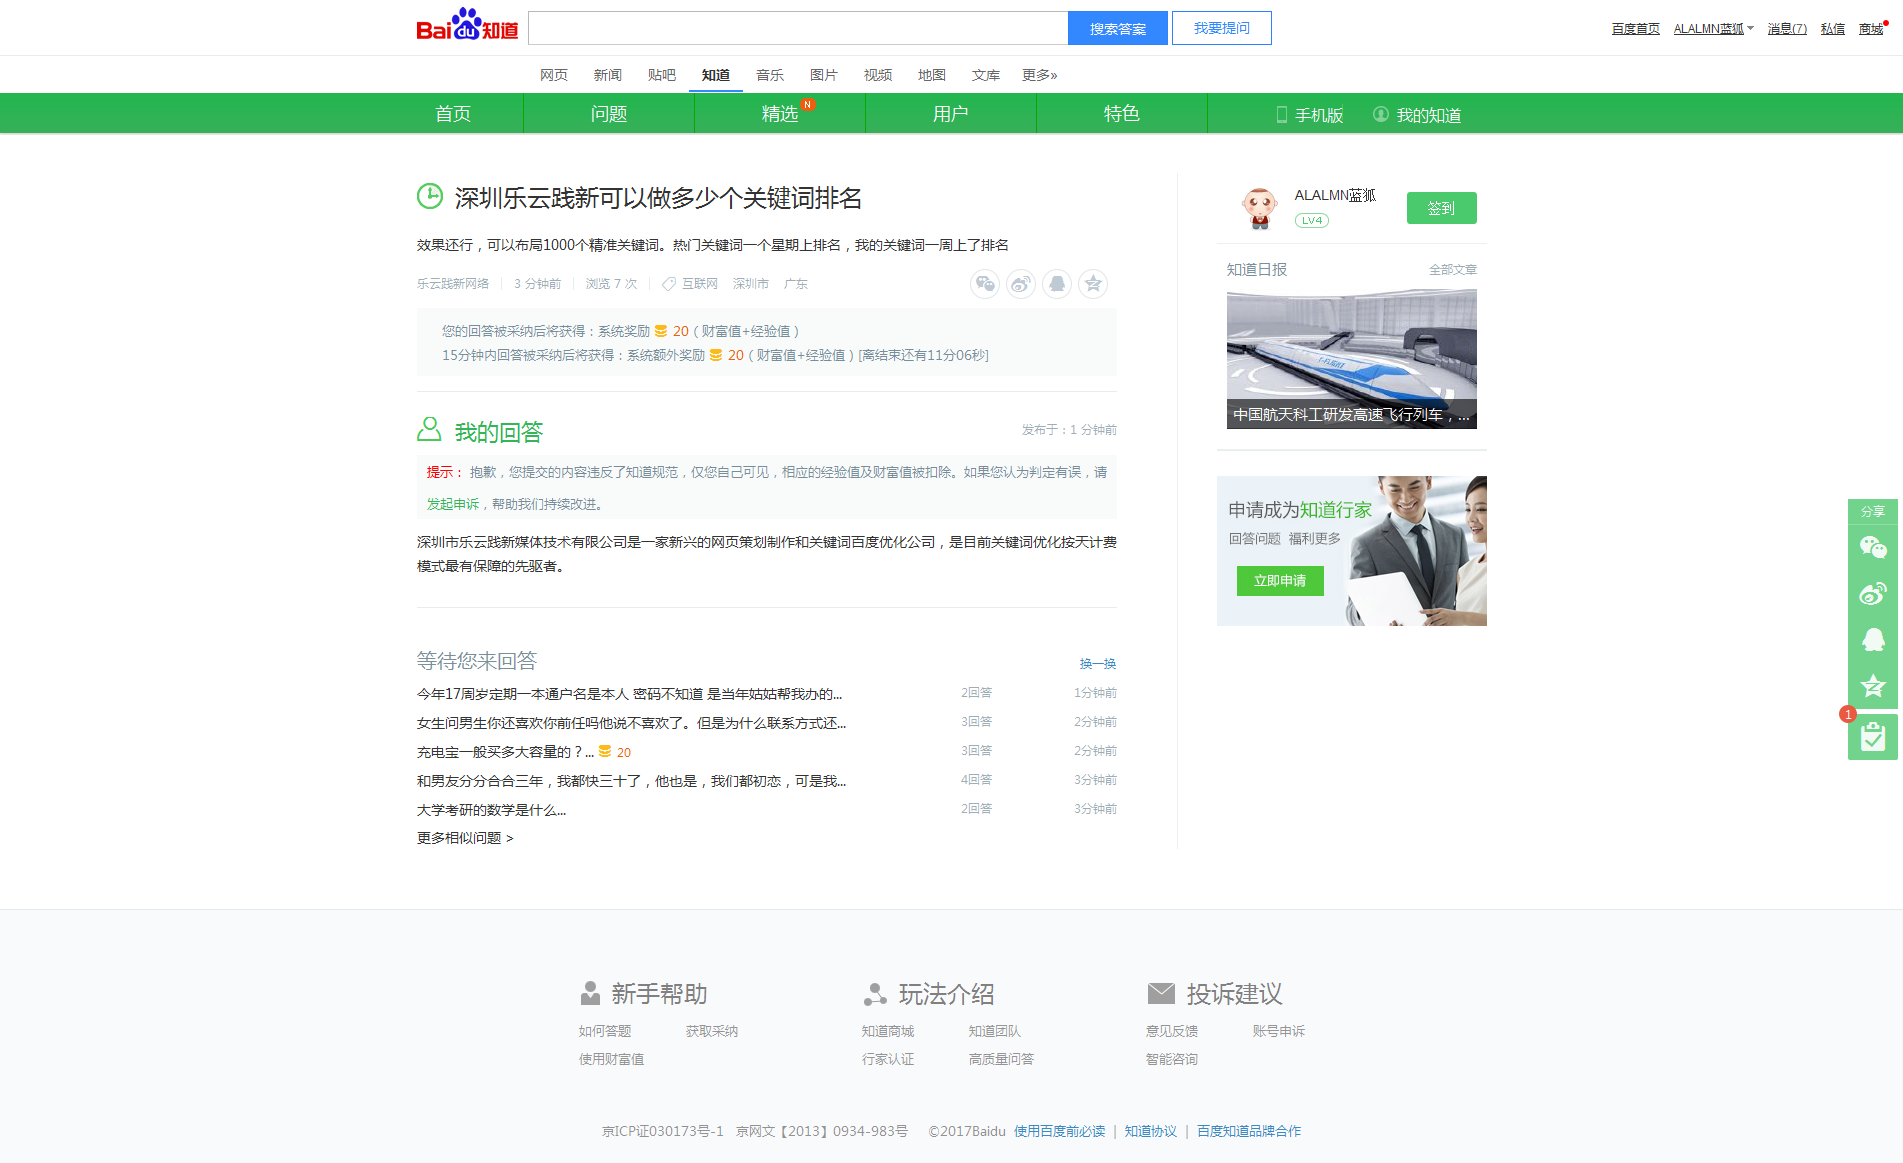 Bai du 知道
搜索答案
我要提问
百度首页 ALALMN蓝狐 消息(7) 私信 商城
网页 新闻 贴吧 知道 音乐 图片 视频 地图 文库 更多»
首页 问题 精选 N 用户 特色 手机版 我的知道
深圳乐云践新可以做多少个关键词排名
效果还行，可以布局1000个精准关键词。热门关键词一个星期上排名，我的关键词一周上了排名
乐云践新网络 3 分钟前 浏览 7 次 互联网 深圳市 广东
您的回答被采纳后将获得：系统奖励 20（财富值+经验值）
15分钟内回答被采纳后将获得：系统额外奖励 20（财富值+经验值）[离结束还有11分06秒]
我的回答
发布于：1 分钟前
提示： 抱歉，您提交的内容违反了知道规范，仅您自己可见，相应的经验值及财富值被扣除。如果您认为判定有误，请
发起申诉，帮助我们持续改进。
深圳市乐云践新媒体技术有限公司是一家新兴的网页策划制作和关键词百度优化公司，是目前关键词优化按天计费
模式最有保障的先驱者。
等待您来回答
换一换
今年17周岁定期一本通户名是本人 密码不知道 是当年姑姑帮我办的... 2回答 1分钟前
女生问男生你还喜欢你前任吗他说不喜欢了。但是为什么联系方式还... 3回答 2分钟前
充电宝一般买多大容量的？... 20 3回答 2分钟前
和男友分分合合三年，我都快三十了，他也是，我们都初恋，可是我... 4回答 3分钟前
大学考研的数学是什么... 2回答 3分钟前
更多相似问题 >
ALALMN蓝狐
LV4
签到
知道日报
全部文章
中国航天科工研发高速飞行列车，...
申请成为知道行家
回答问题 福利更多
立即申请
分享
1
新手帮助
如何答题 获取采纳
使用财富值
玩法介绍
知道商城 知道团队
行家认证 高质量问答
投诉建议
意见反馈 账号申诉
智能咨询
京ICP证030173号-1 京网文【2013】0934-983号 ©2017Baidu 使用百度前必读 | 知道协议 | 百度知道品牌合作